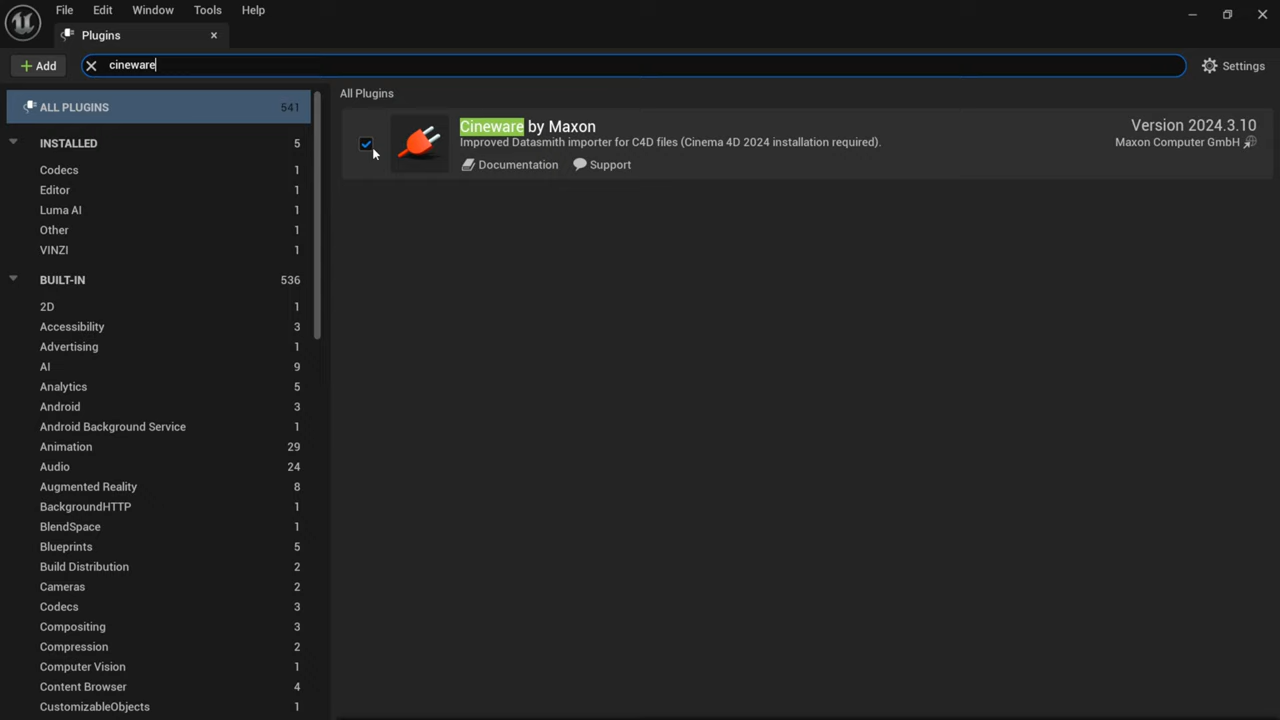 File Edit Window Tools Help
Plugins
Add
cineware
Settings
ALL PLUGINS 541
All Plugins
INSTALLED 5
Codecs 1
Editor 1
Luma AI 1
Other 1
VINZI 1
BUILT-IN 536
2D 1
Accessibility 3
Advertising 1
AI 9
Analytics 5
Android 3
Android Background Service 1
Animation 29
Audio 24
Augmented Reality 8
BackgroundHTTP 1
BlendSpace 1
Blueprints 5
Build Distribution 2
Cameras 2
Codecs 3
Compositing 3
Compression 2
Computer Vision 1
Content Browser 4
CustomizableObjects 1
Cineware by Maxon
Version 2024.3.10
Improved Datasmith importer for C4D files (Cinema 4D 2024 installation required).
Maxon Computer GmbH
Documentation Support